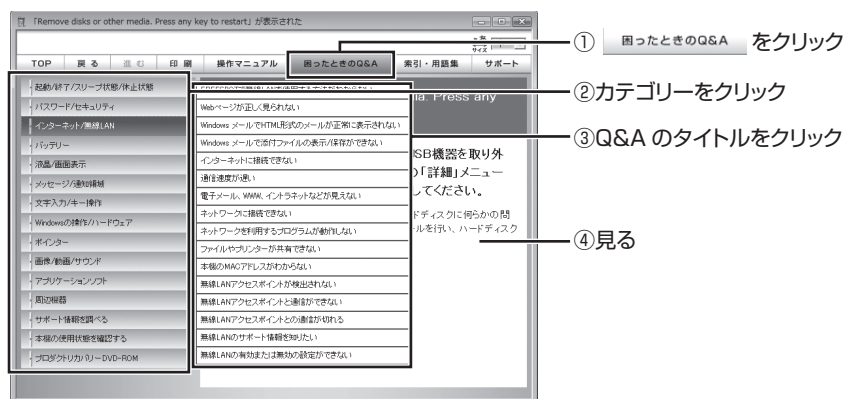 「Remove disks or other media. Press any key to restart」が表示された
サイズ
TOP 戻る 進む 印刷 操作マニュアル 困ったときのQ&A 索引・用語集 サポート
起動/終了/スリープ状態/休止状態
パスワード/セキュリティ
インターネット/無線LAN
バッテリー
液晶/画面表示
メッセージ/通知領域
文字入力/キー操作
Windowsの操作/ハードウェア
ポインター
画像/動画/サウンド
アプリケーションソフト
周辺機器
サポート情報を調べる
本機の使用状態を確認する
プロダクトリカバリーDVD-ROM
Webページが正しく見られない
Windows メールでHTML形式のメールが正常に表示されない
Windows メールで添付ファイルの表示/保存ができない
インターネットに接続できない
通信速度が遅い
電子メール、WWW、イントラネットなどが見えない
ネットワークに接続できない
ネットワークを利用するプログラムが動作しない
ファイルやプリンターが共有できない
本機のMACアドレスがわからない
無線LANアクセスポイントが検出されない
無線LANアクセスポイントと通信ができない
無線LANアクセスポイントとの通信が切れる
無線LANのサポート情報を知りたい
無線LANの有効または無効の設定ができない
dia. Press any
SB機器を取り外
の「詳細」メニュー
してください。
ドディスクに何らかの問
ールを行い、ハードディスク
① 困ったときのQ&A をクリック
②カテゴリーをクリック
③Q&A のタイトルをクリック
④見る